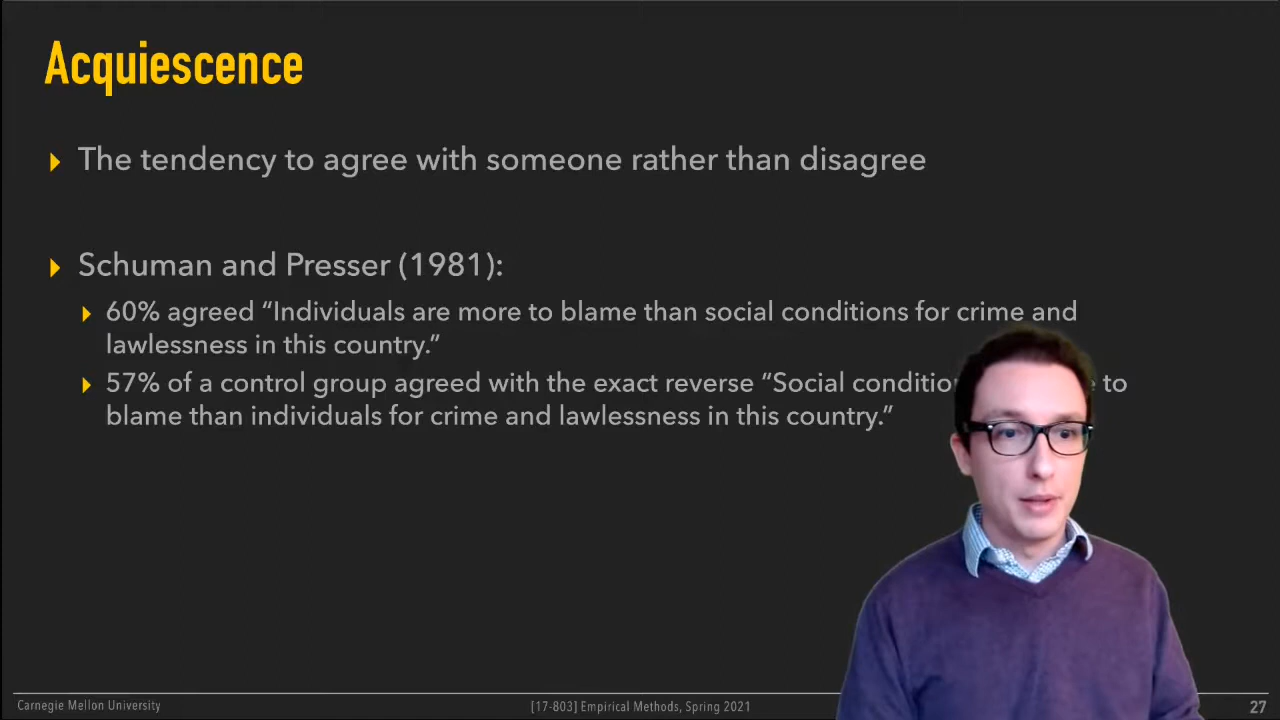 Acquiescence
The tendency to agree with someone rather than disagree
Schuman and Presser (1981):
60% agreed “Individuals are more to blame than social conditions for crime and
lawlessness in this country.”
57% of a control group agreed with the exact reverse “Social to
blame than individuals for crime and lawlessness in this country.”
Carnegie Mellon University
[17-803] Empirical Methods, Spring 2021
27